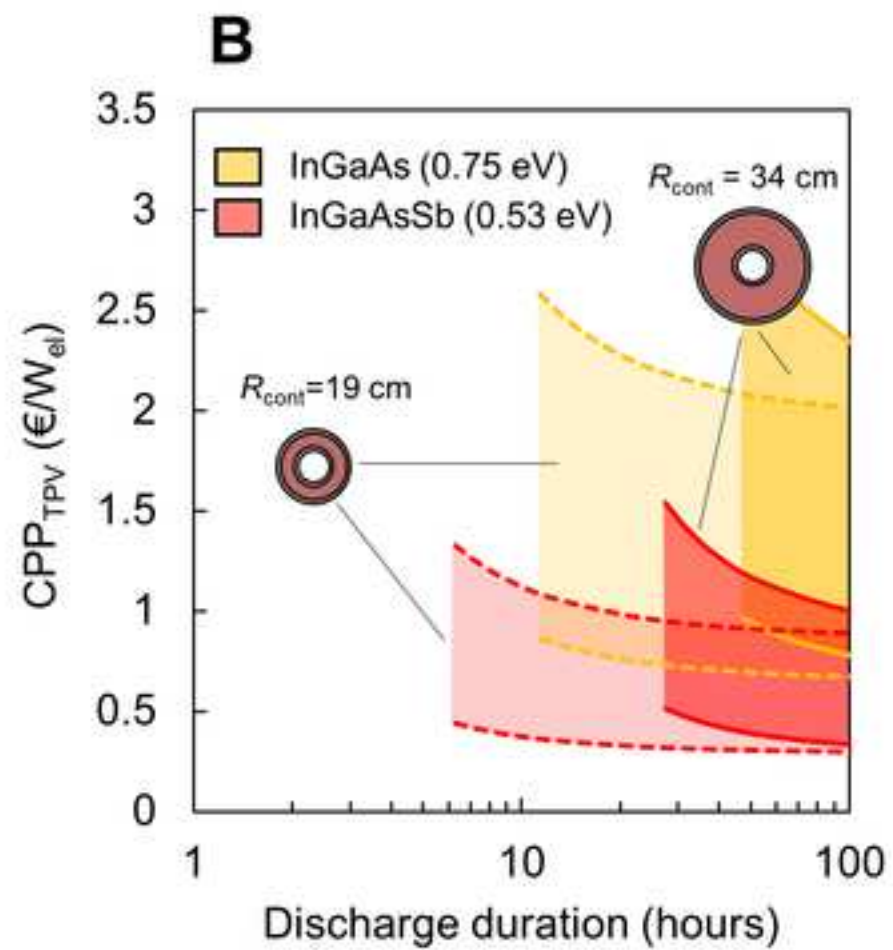 B
3.5
3
2.5
2
1.5
1
0.5
0
CPP_TPV (€/W_el)
InGaAs (0.75 eV)
InGaAsSb (0.53 eV)
R_cont = 34 cm
R_cont=19 cm
1
10
100
Discharge duration (hours)